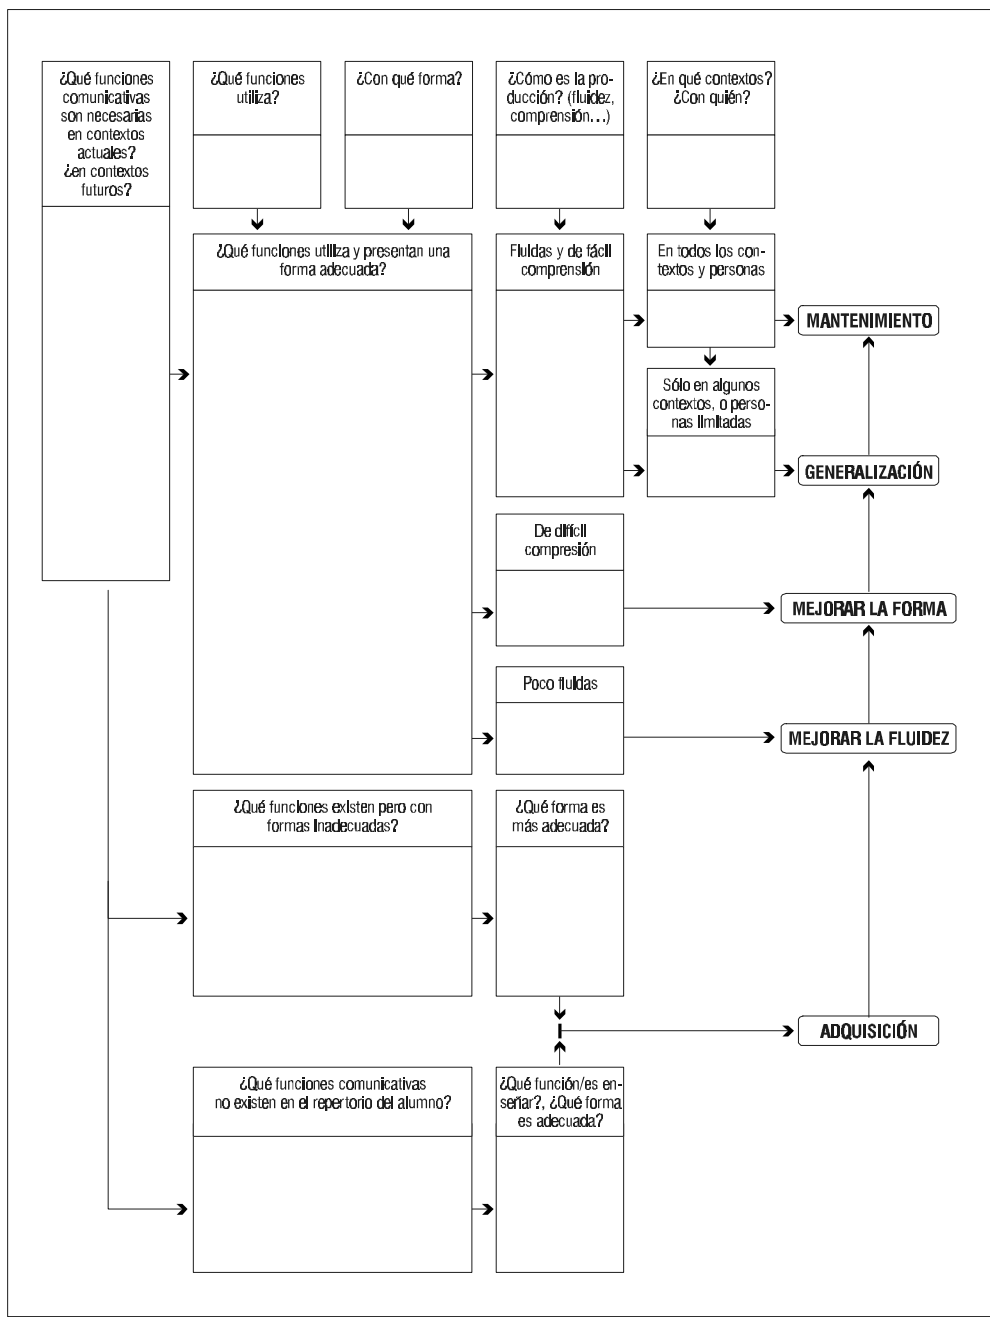 ¿Qué funciones
comunicativas
son necesarias
en contextos
actuales?
¿en contextos
futuros?
¿Qué funciones
utiliza?
¿Con qué forma?
¿Cómo es la pro-
ducción? (fluidez,
comprensión...)
¿En qué contextos?
¿Con quién?
¿Qué funciones utiliza y presentan una
forma adecuada?
Fluidas y de fácil
comprensión
En todos los con-
textos y personas
MANTENIMIENTO
Sólo en algunos
contextos, o perso-
nas limitadas
GENERALIZACIÓN
De difícil
compresión
MEJORAR LA FORMA
Poco fluidas
MEJORAR LA FLUIDEZ
¿Qué funciones existen pero con
formas inadecuadas?
¿Qué forma es
más adecuada?
ADQUISICIÓN
¿Qué funciones comunicativas
no existen en el repertorio del alumno?
¿Qué función/es en-
señar?, ¿Qué forma
es adecuada?